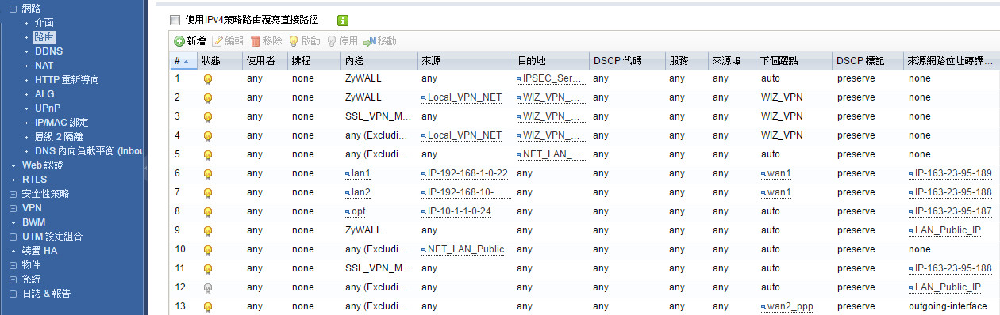 網路
介面
路由
DDNS
NAT
HTTP 重新導向
ALG
UPnP
IP/MAC 綁定
層級 2 隔離
DNS 內向負載平衡 (Inbou
Web 認證
RTLS
安全性策略
VPN
BWM
UTM 設定組合
裝置 HA
物件
系統
日誌 & 報告
使用IPv4策略路由覆寫直接路徑
新增 編輯 移除 啟動 停用 移動
# 狀態 使用者 排程 內送 來源 目的地 DSCP 代碼 服務 來源埠 下個躍點 DSCP 標記 來源網路位址轉譯...
1 any none ZyWALL any IPSEC_Ser... any any any auto preserve none
2 any none ZyWALL Local_VPN_NET WIZ_VPN_... any any any WIZ_VPN preserve none
3 any none SSL_VPN_M... any WIZ_VPN_... any any any WIZ_VPN preserve none
4 any none any (Excludi... Local_VPN_NET WIZ_VPN_... any any any WIZ_VPN preserve none
5 any none any (Excludi... any NET_LAN_... any any any auto preserve none
6 any none lan1 IP-192-168-1-0-22 any any any any wan1 preserve IP-163-23-95-189
7 any none lan2 IP-192-168-10-... any any any any wan1 preserve IP-163-23-95-188
8 any none opt IP-10-1-1-0-24 any any any any auto preserve IP-163-23-95-187
9 any none ZyWALL any any any any any auto preserve LAN_Public_IP
10 any none any (Excludi... NET_LAN_Public any any any any auto preserve none
11 any none SSL_VPN_M... any any any any any auto preserve IP-163-23-95-188
12 any none any (Excludi... any any any any any auto preserve LAN_Public_IP
13 any none any (Excludi... any any any any any wan2_ppp preserve outgoing-interface